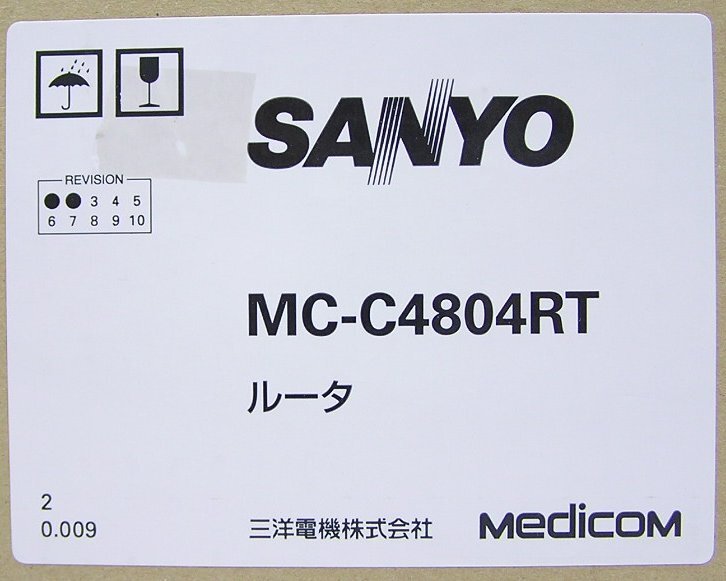 SANYO
REVISION
● ● 3 4 5
6 7 8 9 10
MC-C4804RT
ルータ
2
0.009
三洋電機株式会社
MedicoM